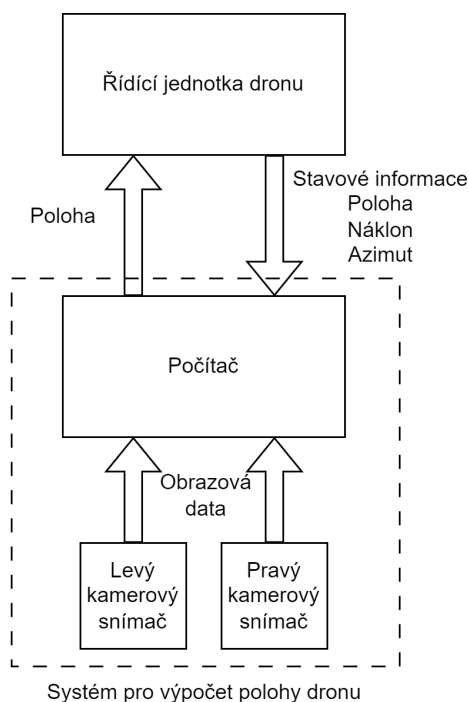 Řídící jednotka dronu
Poloha
Stavové informace
Poloha
Náklon
Azimut
Počítač
Obrazová
data
Levý
kamerový
snímač
Pravý
kamerový
snímač
Systém pro výpočet polohy dronu